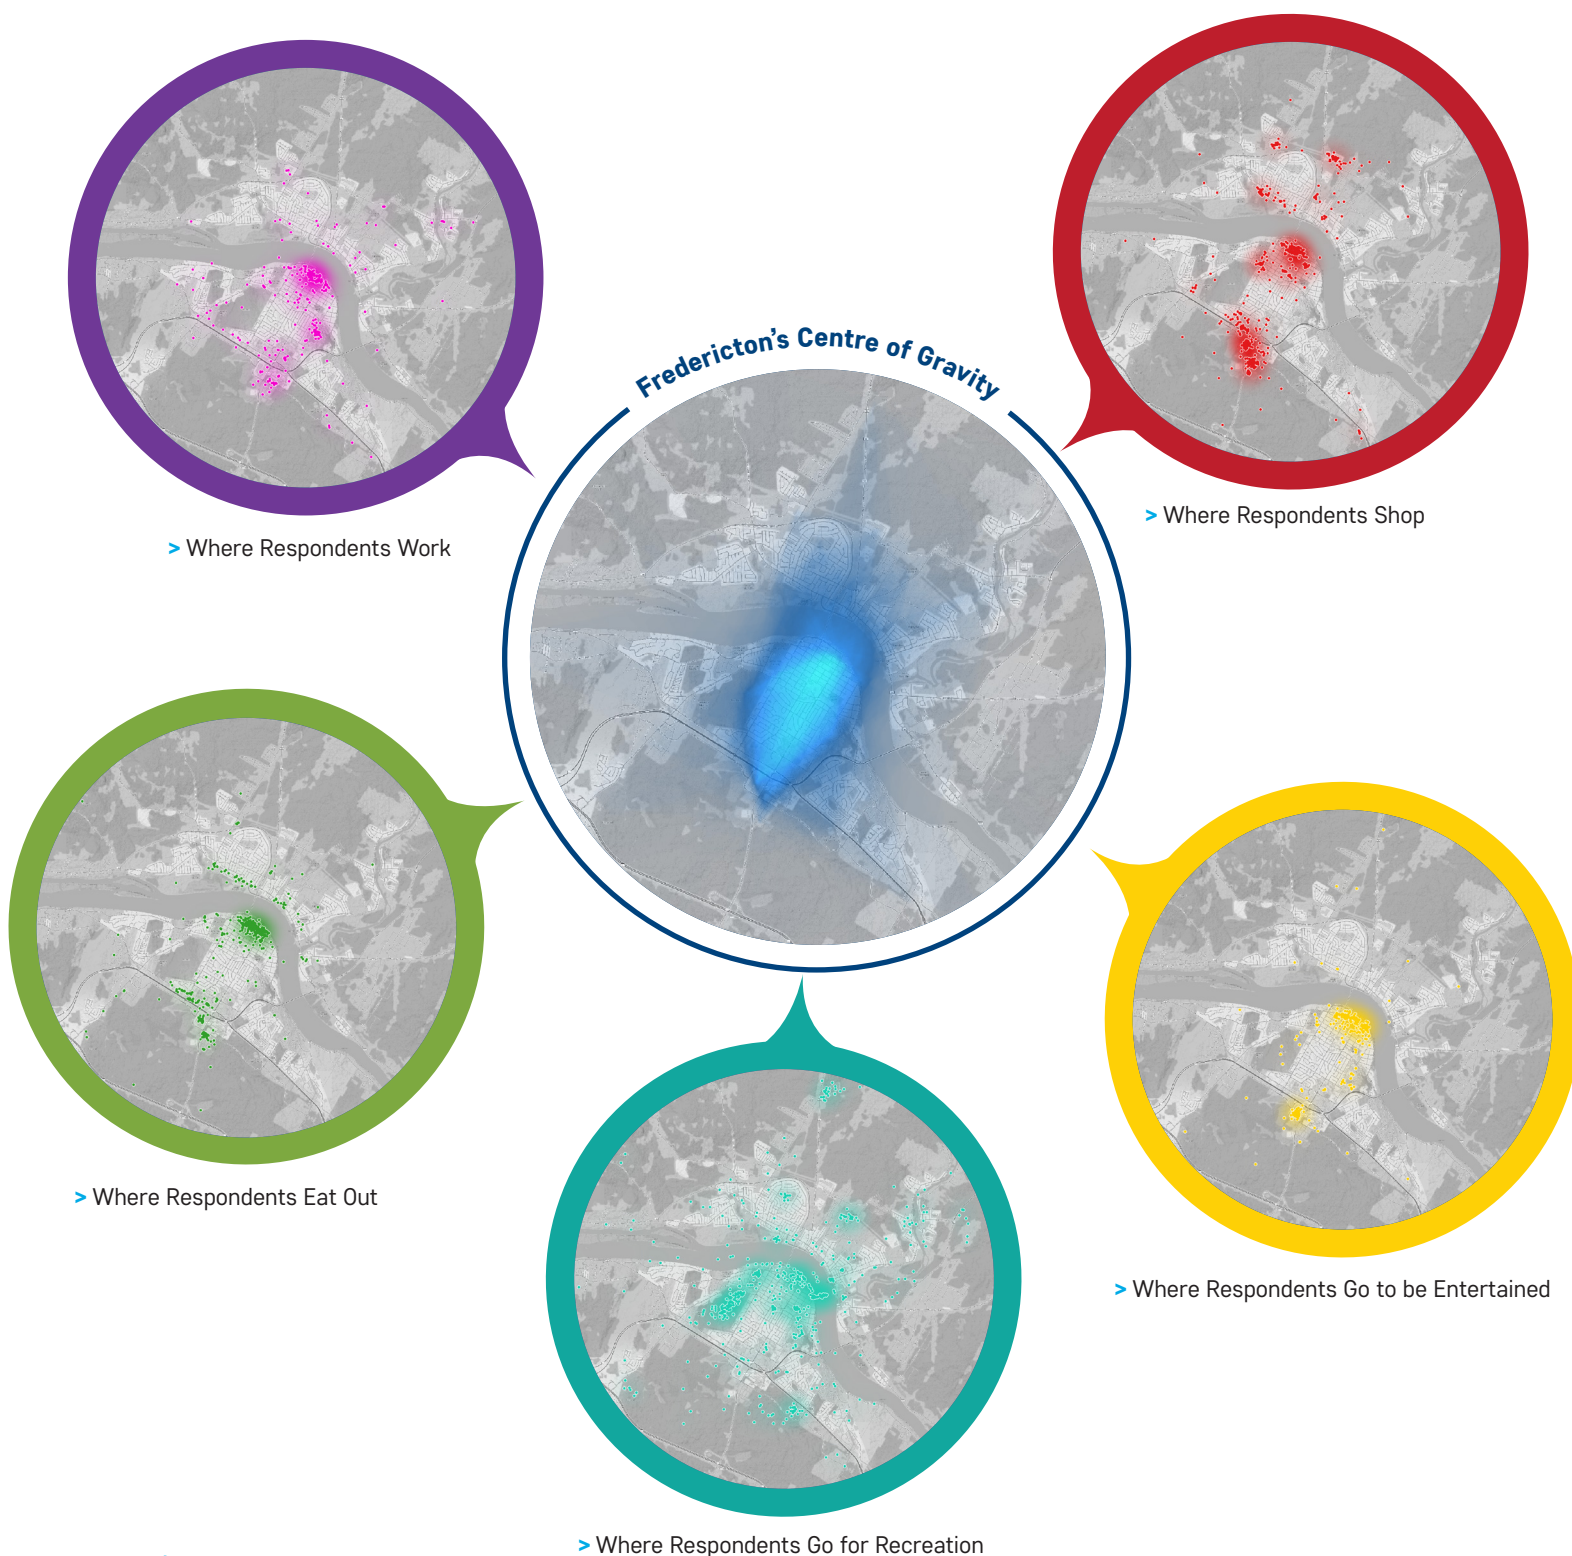 Fredericton's Centre of Gravity
> Where Respondents Work
> Where Respondents Shop
> Where Respondents Eat Out
> Where Respondents Go to be Entertained
> Where Respondents Go for Recreation